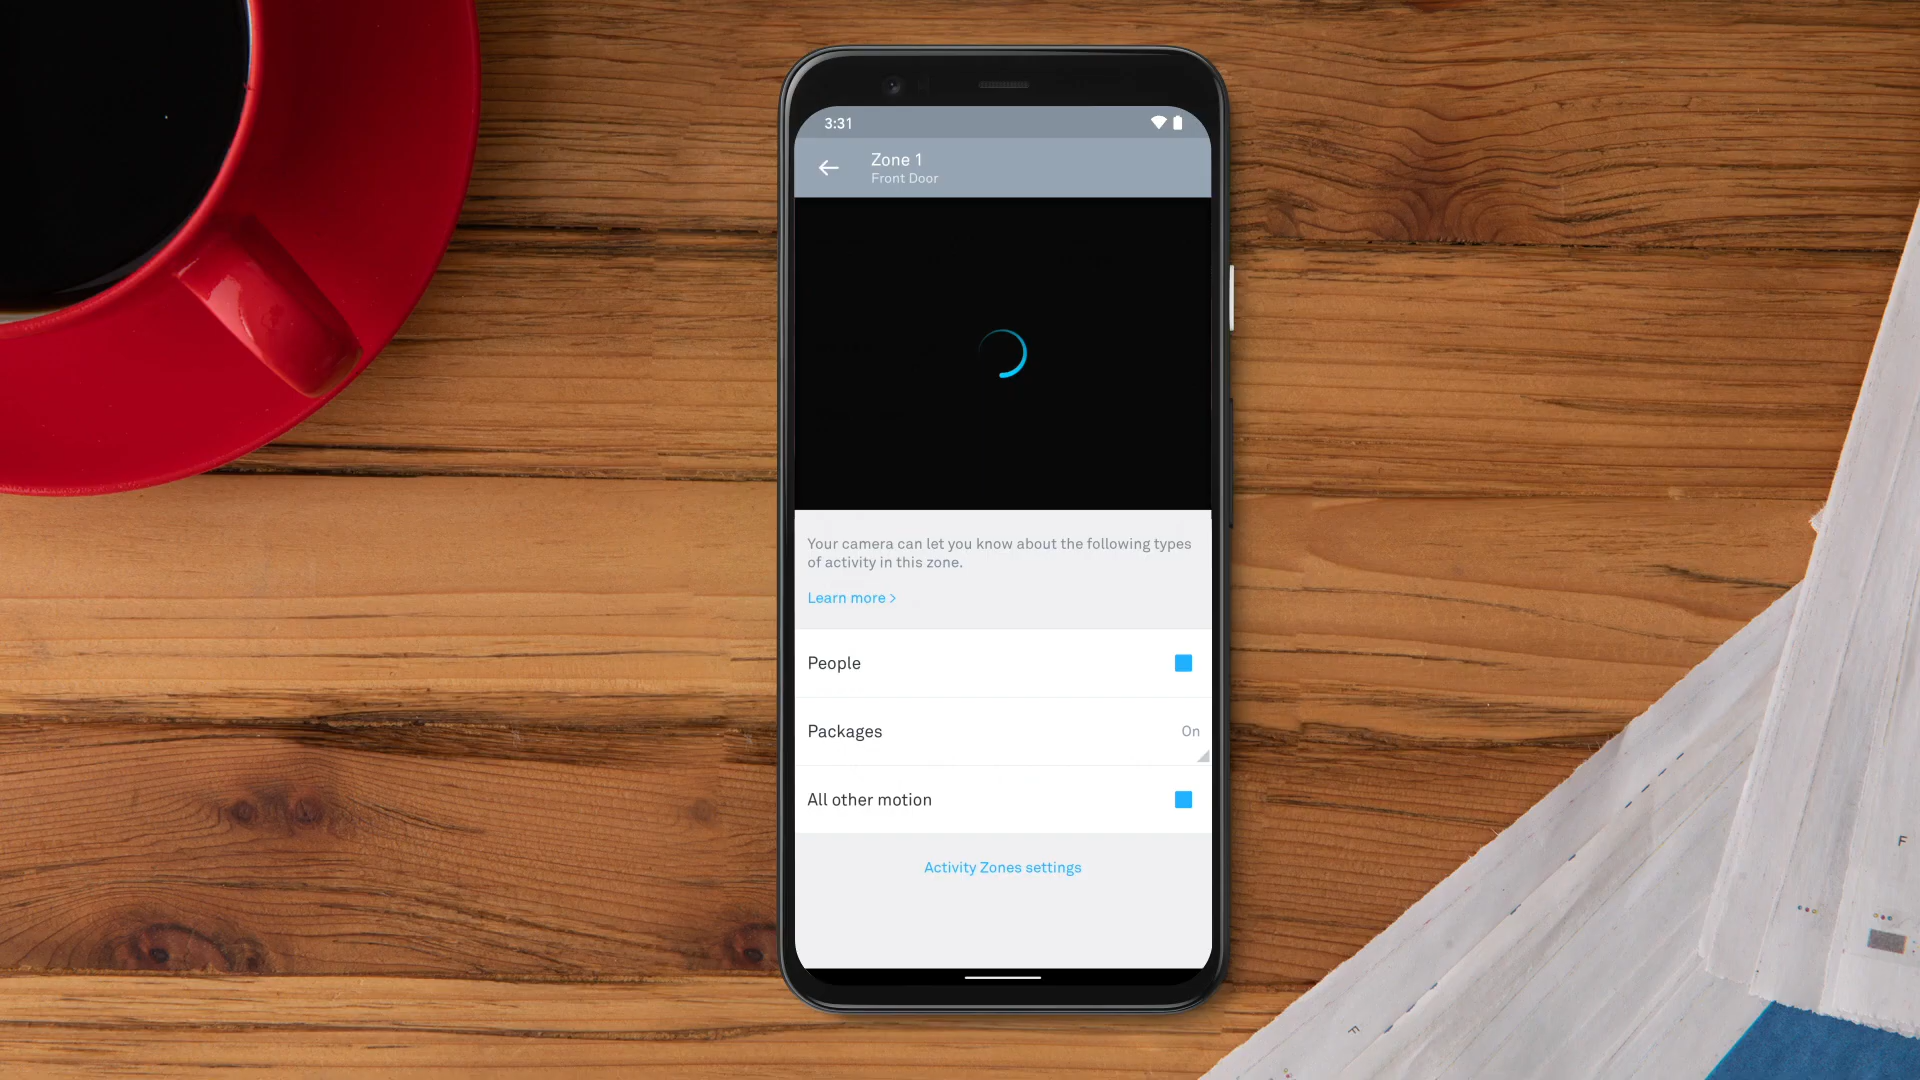 3:31
Zone 1
Front Door
Your camera can let you know about the following types
of activity in this zone.
Learn more >
People
Packages
On
All other motion
Activity Zones settings
F
F